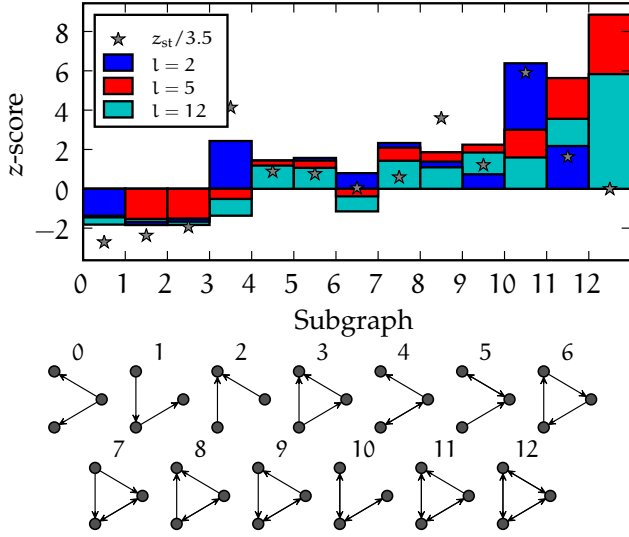 8
6
4
2
0
−2
z-score
z_st/3.5
l = 2
l = 5
l = 12
0 1 2 3 4 5 6 7 8 9 10 11 12
Subgraph
0 1 2 3 4 5 6
7 8 9 10 11 12